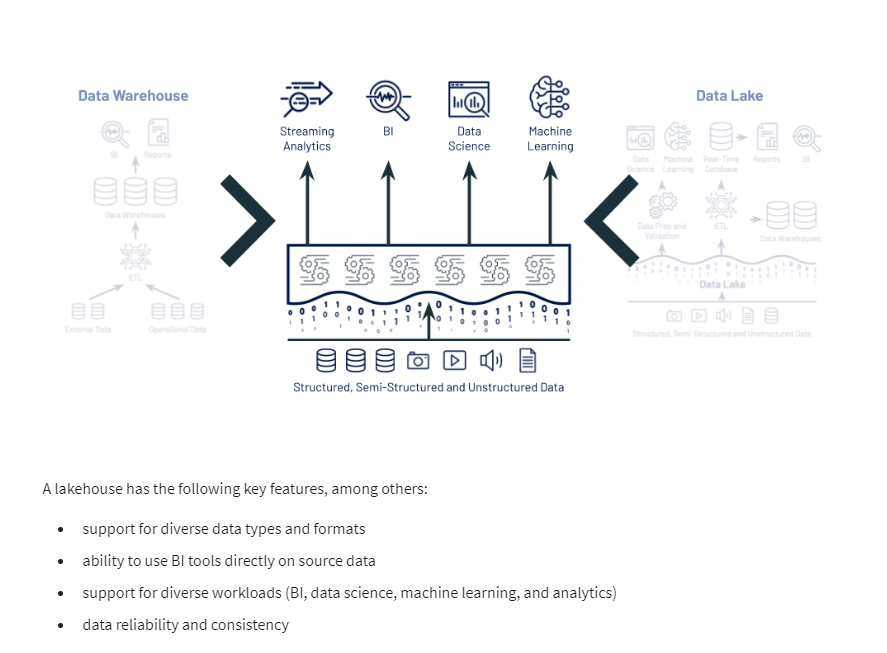 Data Warehouse
BI
Reports
Data Warehouses
ETL
External Data
Operational Data
Streaming
Analytics
BI
Data
Science
Machine
Learning
Structured, Semi-Structured and Unstructured Data
Data Lake
Data
Science
Machine
Learning
Real-Time
Database
Reports
BI
Data Prep and
Validation
ETL
Data Warehouses
Data Lake
Structured, Semi-Structured and Unstructured Data
A lakehouse has the following key features, among others:
• support for diverse data types and formats
• ability to use BI tools directly on source data
• support for diverse workloads (BI, data science, machine learning, and analytics)
• data reliability and consistency